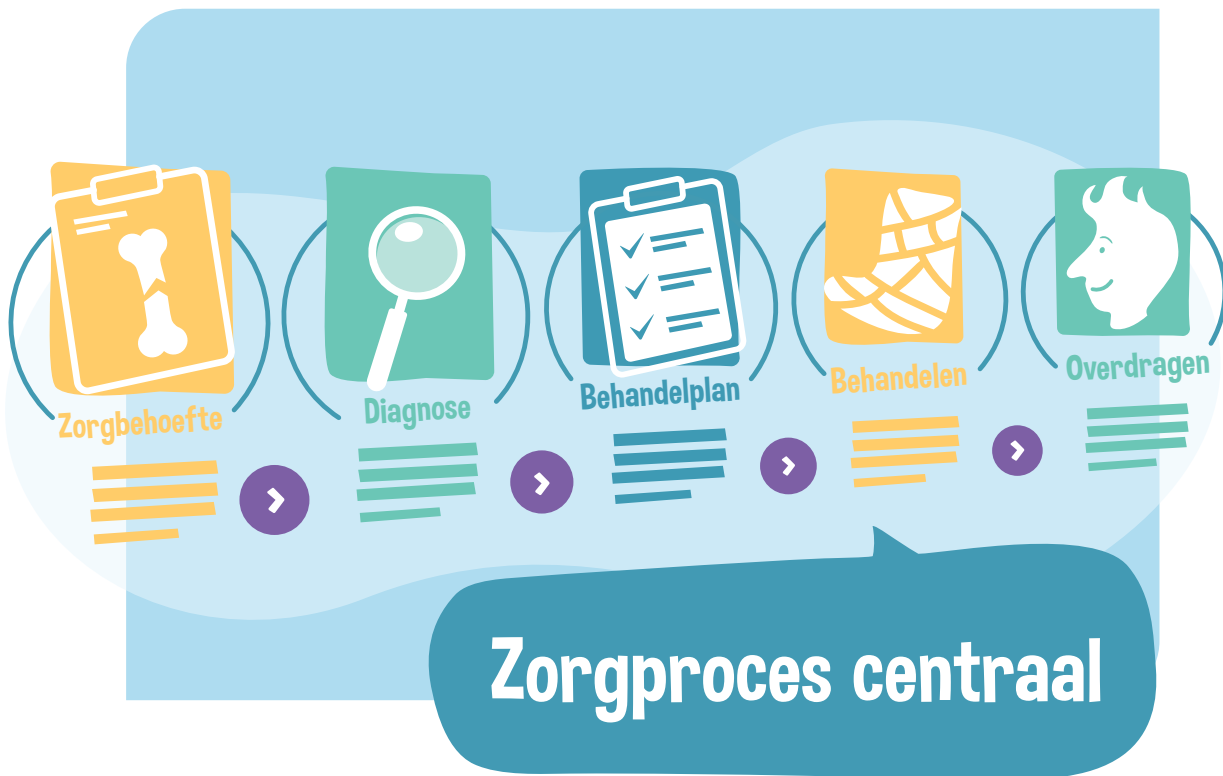 Zorgbehoefte
Diagnose
Behandelplan
Behandelen
Overdragen
Zorgproces centraal